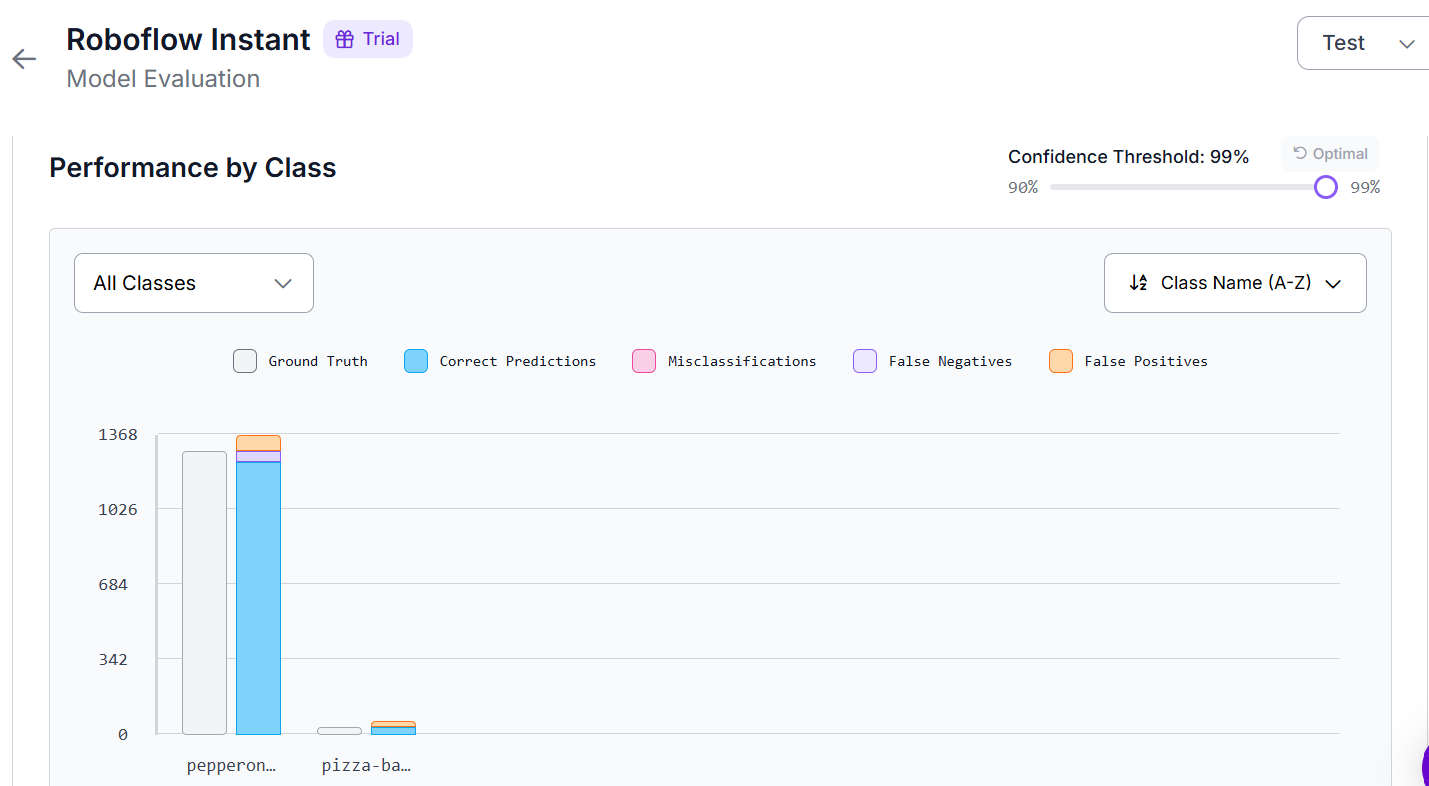 Roboflow Instant
Trial
Model Evaluation
Test
Performance by Class
Confidence Threshold: 99%
Optimal
90%
99%
All Classes
Class Name (A-Z)
Ground Truth
Correct Predictions
Misclassifications
False Negatives
False Positives
1368
1026
684
342
0
pepperon…
pizza-ba…